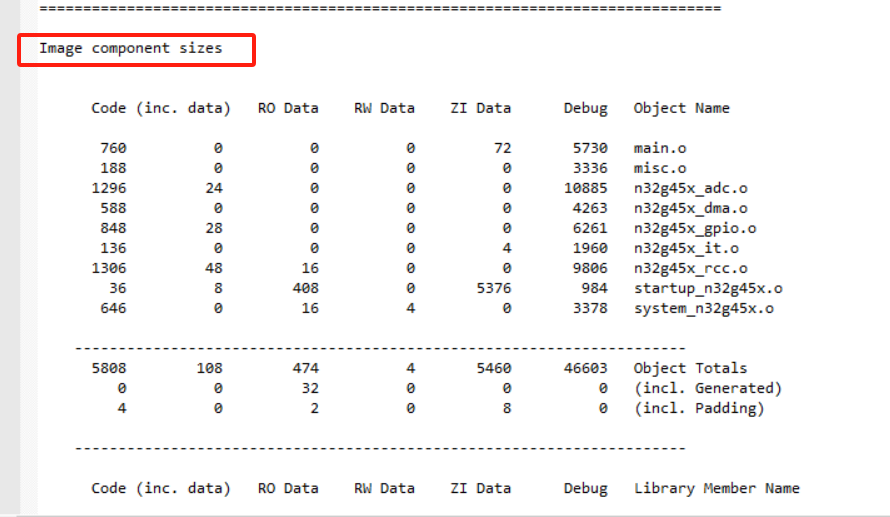 ==============================================================================
Image component sizes
Code (inc. data)   RO Data    RW Data    ZI Data      Debug   Object Name
760          0          0          0         72       5730   main.o
188          0          0          0          0       3336   misc.o
1296         24          0          0          0      10885   n32g45x_adc.o
588          0          0          0          0       4263   n32g45x_dma.o
848         28          0          0          0       6261   n32g45x_gpio.o
136          0          0          0          4       1960   n32g45x_it.o
1306         48         16          0          0       9806   n32g45x_rcc.o
36          8        408          0       5376        984   startup_n32g45x.o
646          0         16          4          0       3378   system_n32g45x.o
----------------------------------------------------------------------
5808        108        474          4       5460      46603   Object Totals
0          0         32          0          0          0   (incl. Generated)
4          0          2          0          8          0   (incl. Padding)
----------------------------------------------------------------------
Code (inc. data)   RO Data    RW Data    ZI Data      Debug   Library Member Name